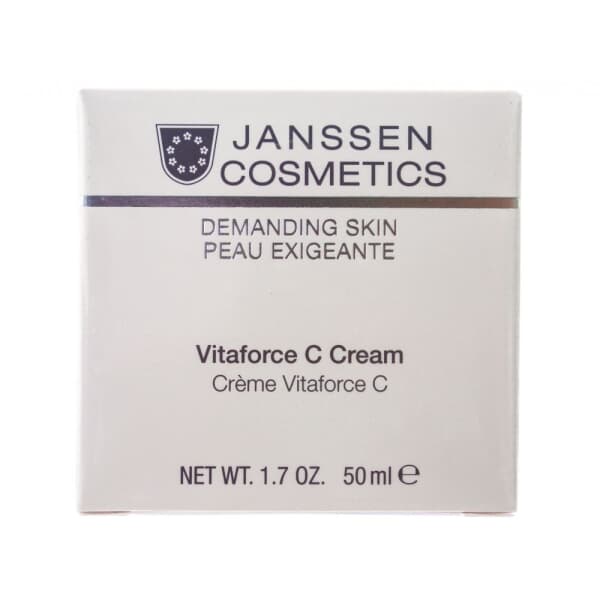 JANSSEN
COSMETICS
DEMANDING SKIN
PEAU EXIGEANTE
Vitaforce C Cream
Crème Vitaforce C
NET WT. 1.7 OZ. 50 ml ℮